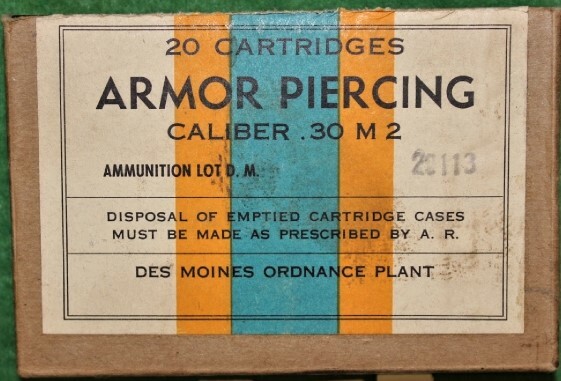 20 CARTRIDGES
ARMOR PIERCING
CALIBER .30 M 2
AMMUNITION LOT D. M. 20113
DISPOSAL OF EMPTIED CARTRIDGE CASES
MUST BE MADE AS PRESCRIBED BY A. R.
DES MOINES ORDNANCE PLANT